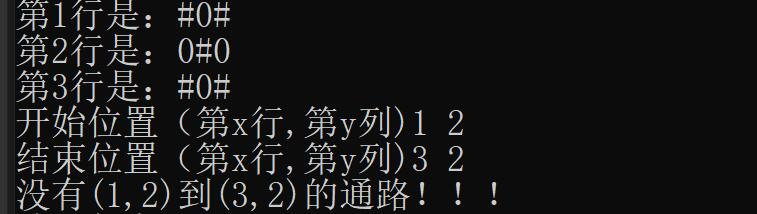 第1行是：#0#
第2行是：0#0
第3行是：#0#
开始位置（第x行,第y列)1 2
结束位置（第x行,第y列)3 2
没有(1,2)到(3,2)的通路！！！